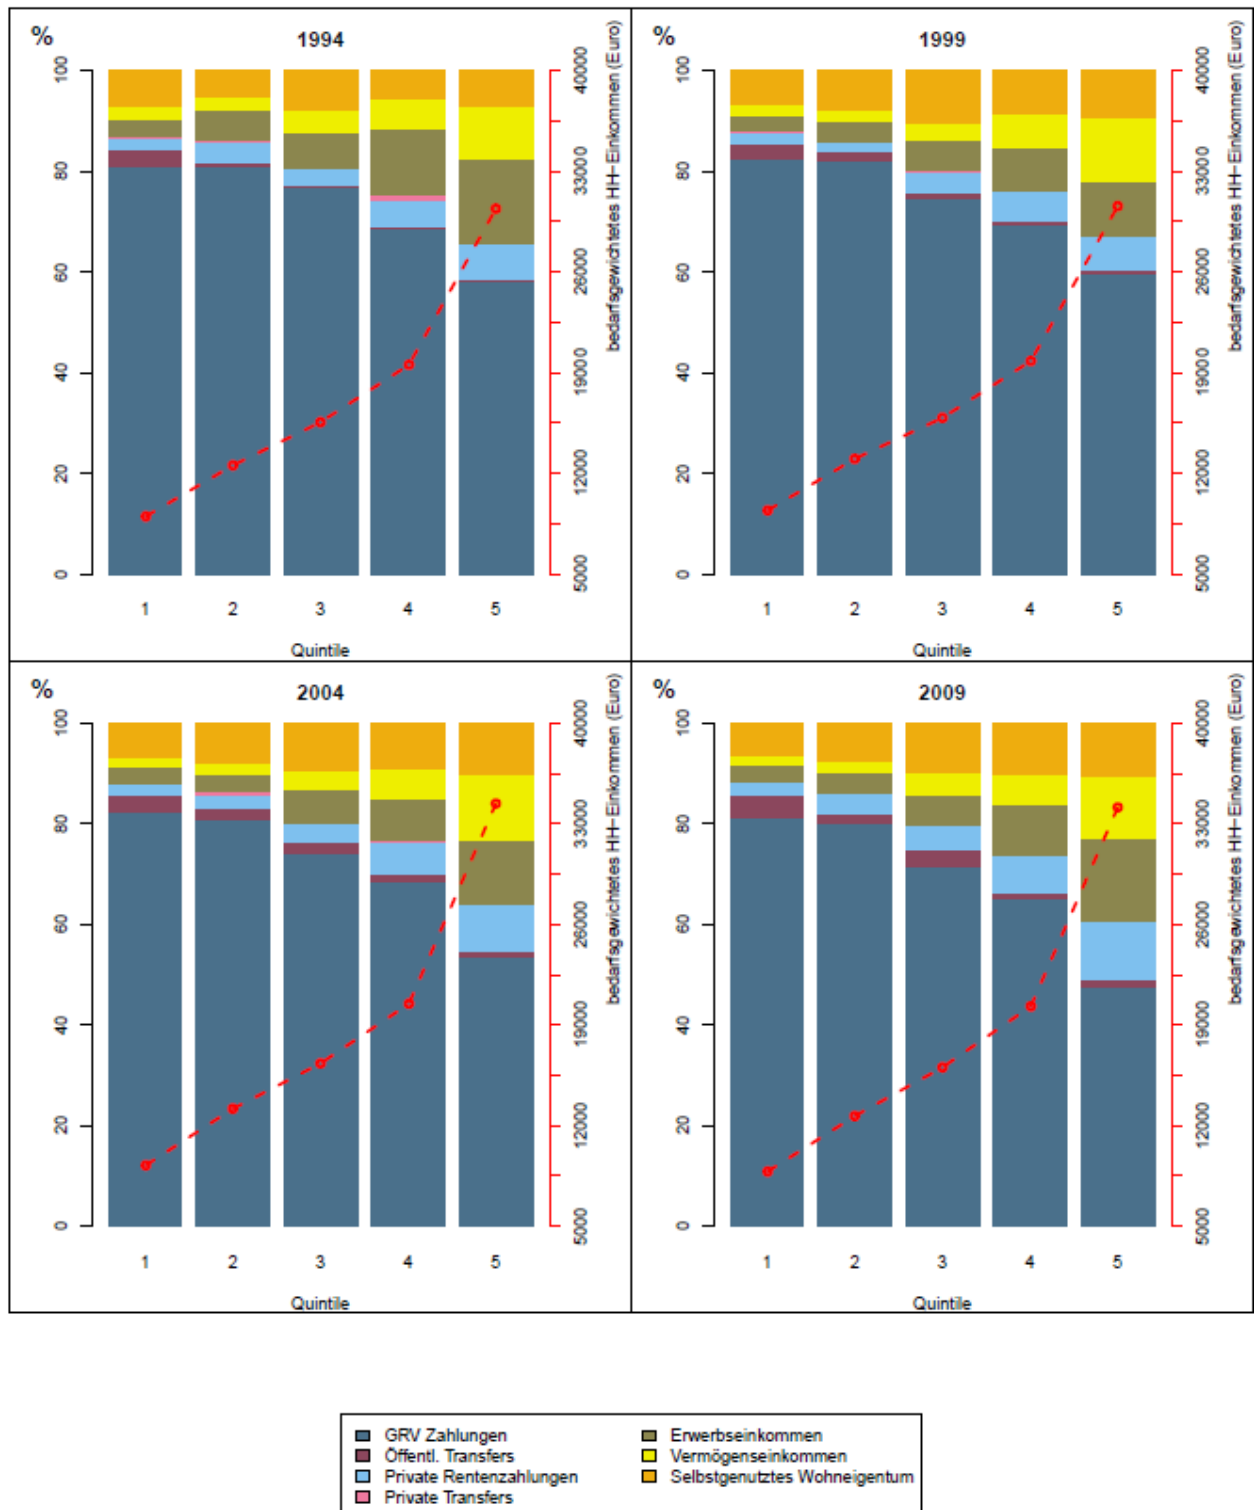 %
1994
100
80
60
40
20
0
40000
33000
26000
19000
12000
5000
bedarfsgewichtetes HH-Einkommen (Euro)
1 2 3 4 5
Quintile
%
1999
100
80
60
40
20
0
40000
33000
26000
19000
12000
5000
bedarfsgewichtetes HH-Einkommen (Euro)
1 2 3 4 5
Quintile
%
2004
100
80
60
40
20
0
40000
33000
26000
19000
12000
5000
bedarfsgewichtetes HH-Einkommen (Euro)
1 2 3 4 5
Quintile
%
2009
100
80
60
40
20
0
40000
33000
26000
19000
12000
5000
bedarfsgewichtetes HH-Einkommen (Euro)
1 2 3 4 5
Quintile
GRV Zahlungen
Öffentl. Transfers
Private Rentenzahlungen
Private Transfers
Erwerbseinkommen
Vermögenseinkommen
Selbstgenutztes Wohneigentum